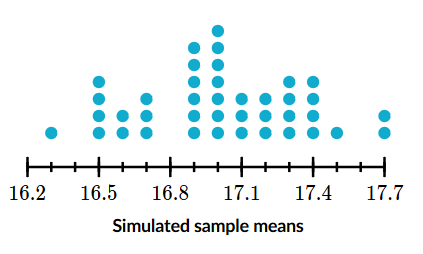 16.2 16.5 16.8 17.1 17.4 17.7
Simulated sample means